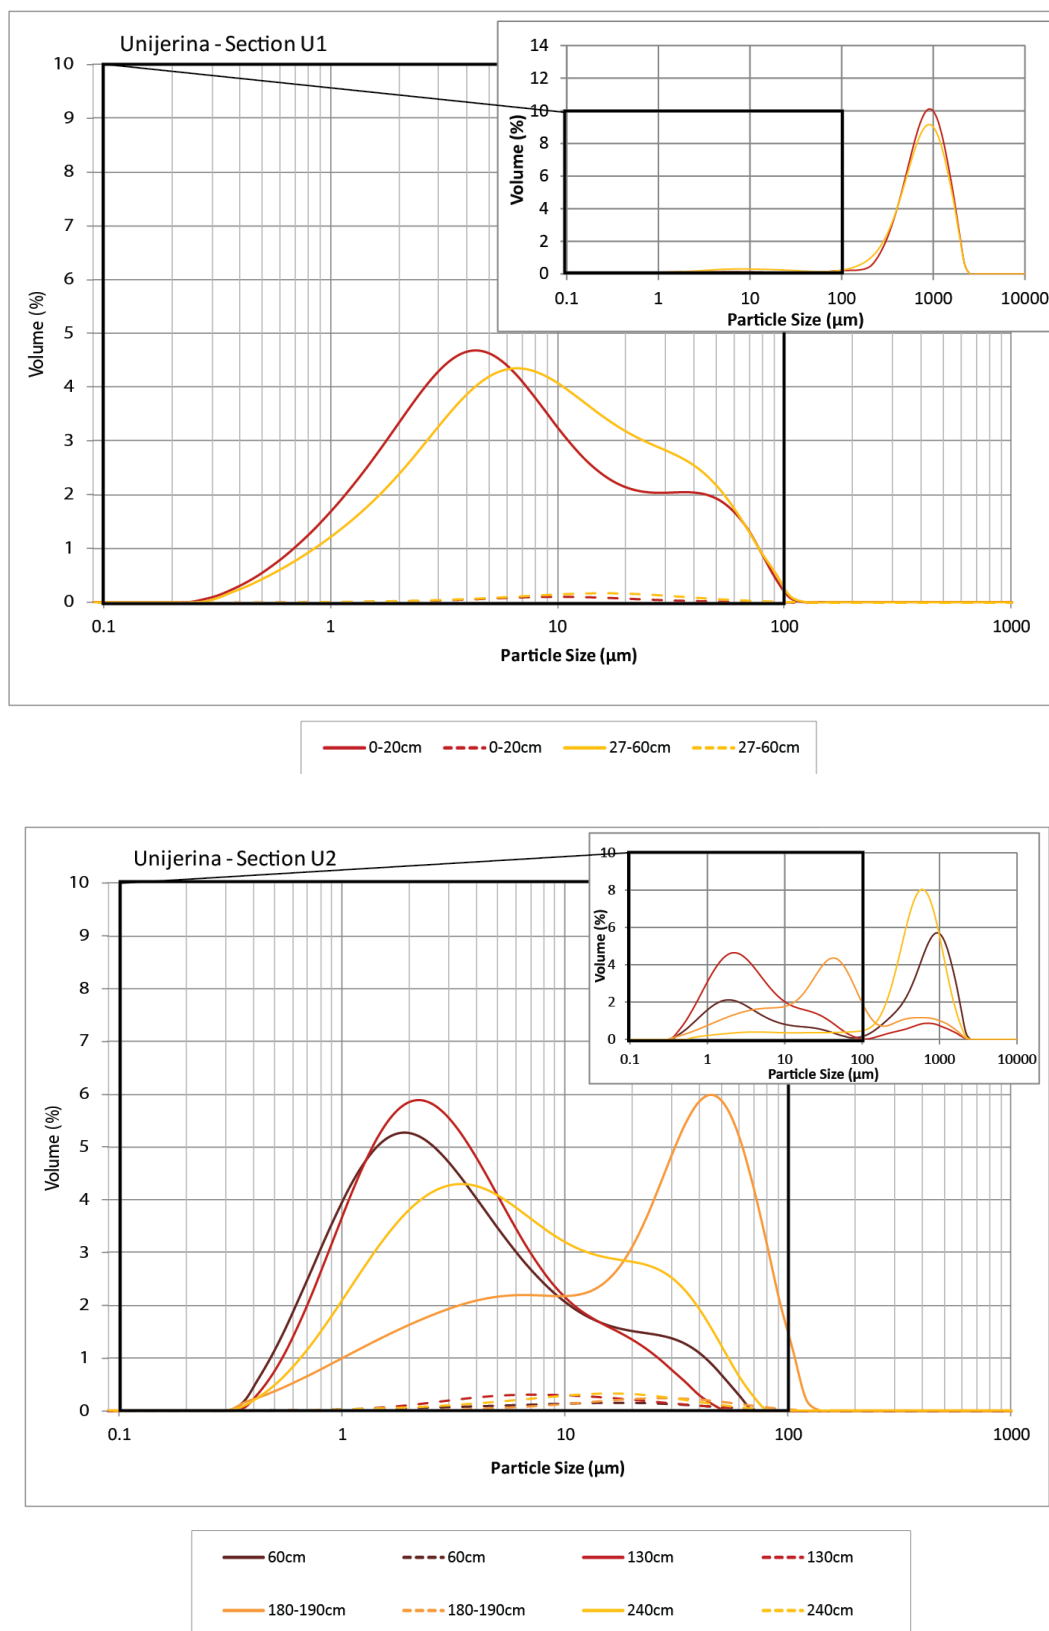 Unijerina - Section U1
10
9
8
7
6
5
4
3
2
1
0
Volume (%)
0.1 1 10 100 1000
Particle Size (µm)
14
12
10
8
6
4
2
0
Volume (%)
0.1 1 10 100 1000 10000
Particle Size (µm)
0-20cm 0-20cm 27-60cm 27-60cm
Unijerina - Section U2
10
9
8
7
6
5
4
3
2
1
0
Volume (%)
0.1 1 10 100 1000
Particle Size (µm)
10
8
6
4
2
0
Volume (%)
0.1 1 10 100 1000 10000
Particle Size (µm)
60cm 60cm 130cm 130cm
180-190cm 180-190cm 240cm 240cm